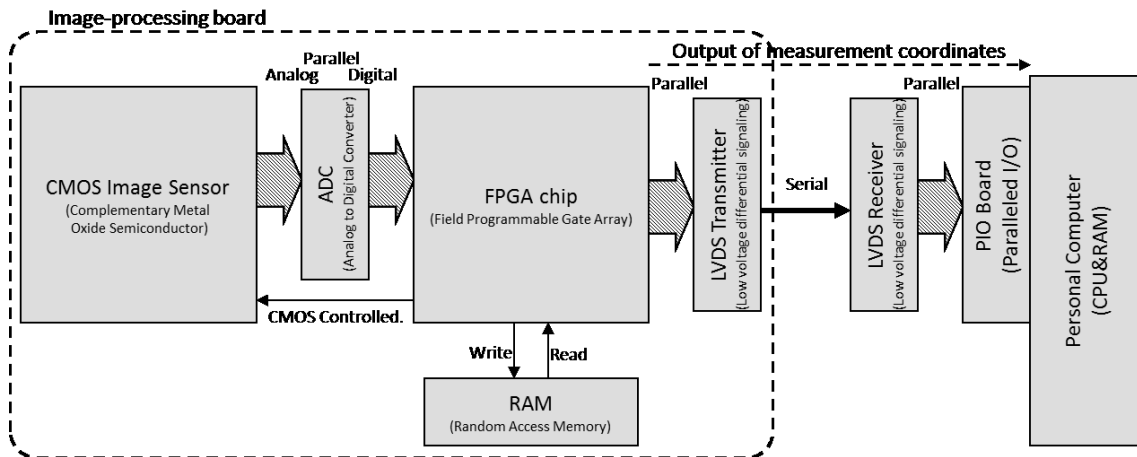 Image-processing board
Output of measurement coordinates
Parallel
Analog
Digital
Parallel
Parallel
CMOS Image Sensor
(Complementary Metal
Oxide Semiconductor)
ADC
(Analog to Digital Converter)
FPGA chip
(Field Programmable Gate Array)
LVDS Transmitter
(Low voltage differential signaling)
Serial
LVDS Receiver
(Low voltage differential signaling)
PIO Board
(Paralleled I/O)
Personal Computer
(CPU&RAM)
CMOS Controlled.
Write
Read
RAM
(Random Access Memory)